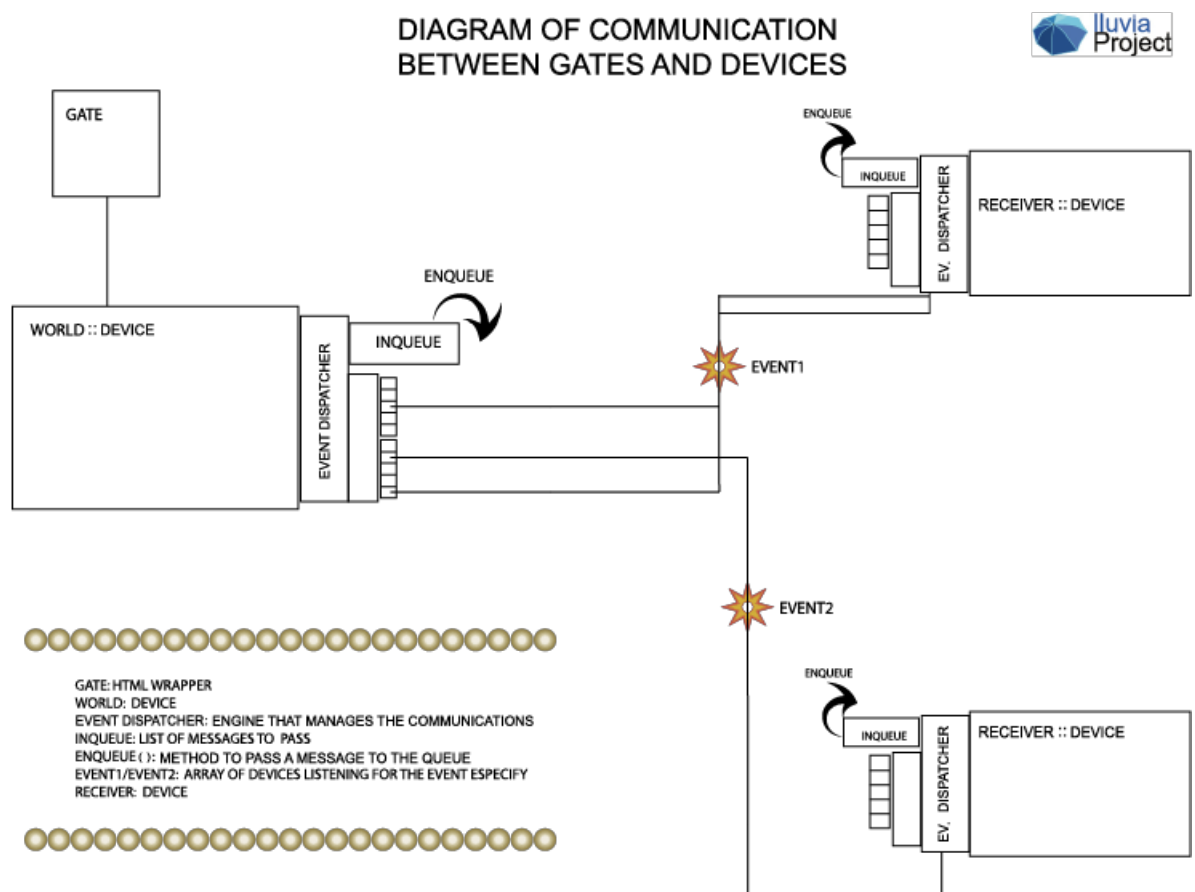 DIAGRAM OF COMMUNICATION
BETWEEN GATES AND DEVICES
lluvia
Project
GATE
ENQUEUE
INQUEUE
EV. DISPATCHER
RECEIVER :: DEVICE
WORLD :: DEVICE
EVENT DISPATCHER
ENQUEUE
INQUEUE
EVENT1
EVENT2
GATE: HTML WRAPPER
WORLD: DEVICE
EVENT DISPATCHER: ENGINE THAT MANAGES THE COMMUNICATIONS
INQUEUE: LIST OF MESSAGES TO PASS
ENQUEUE( ): METHOD TO PASS A MESSAGE TO THE QUEUE
EVENT1/EVENT2: ARRAY OF DEVICES LISTENING FOR THE EVENT ESPECIFY
RECEIVER: DEVICE
ENQUEUE
INQUEUE
EV. DISPATCHER
RECEIVER :: DEVICE